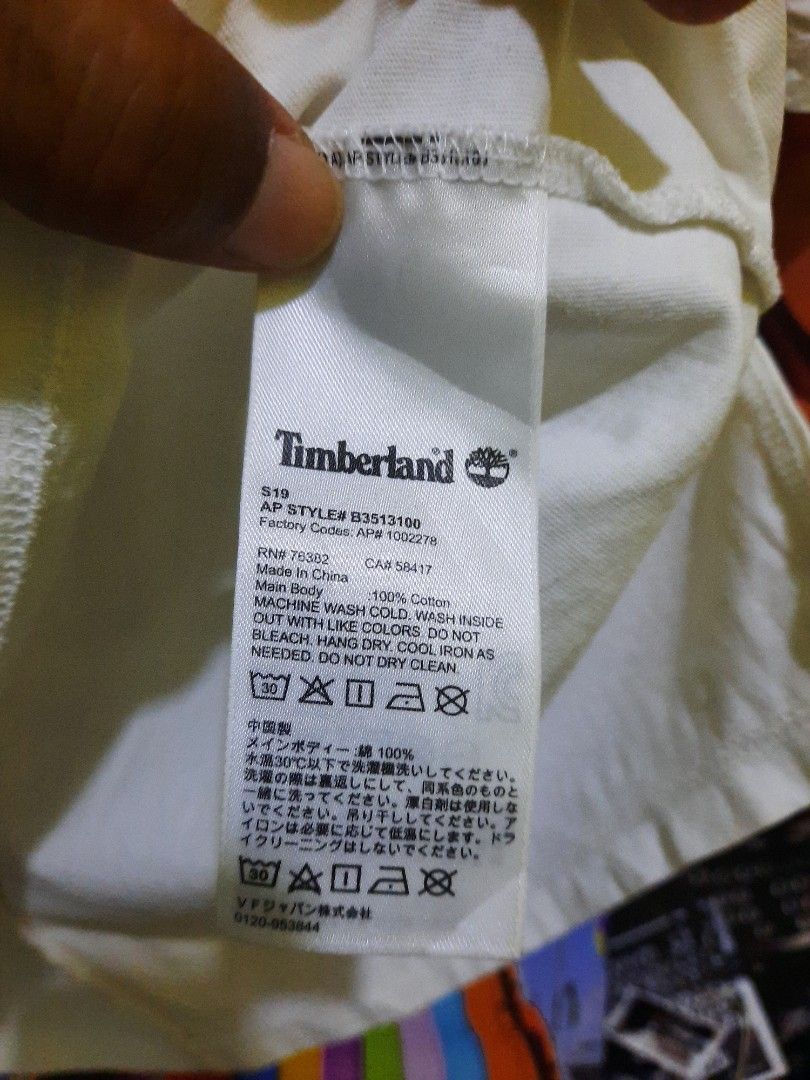 AP STYLE# B3513100
Timberland®
S19
AP STYLE# B3513100
Factory Codes: AP# 1002278
RN# 76382 CA# 58417
Made In China
Main Body :100% Cotton
MACHINE WASH COLD. WASH INSIDE
OUT WITH LIKE COLORS. DO NOT
BLEACH. HANG DRY. COOL IRON AS
NEEDED. DO NOT DRY CLEAN.
30
中国製
メインボディー :綿 100%
水温30℃以下で洗濯機洗いしてください。
洗濯の際は裏返しにして、同系色のものと
一緒に洗ってください。漂白剤は使用しな
いでください。吊り干ししてください。ア
イロンは必要に応じて低温にします。ドラ
イクリーニングはしないでください。
30
VFジャパン株式会社
0120-953844